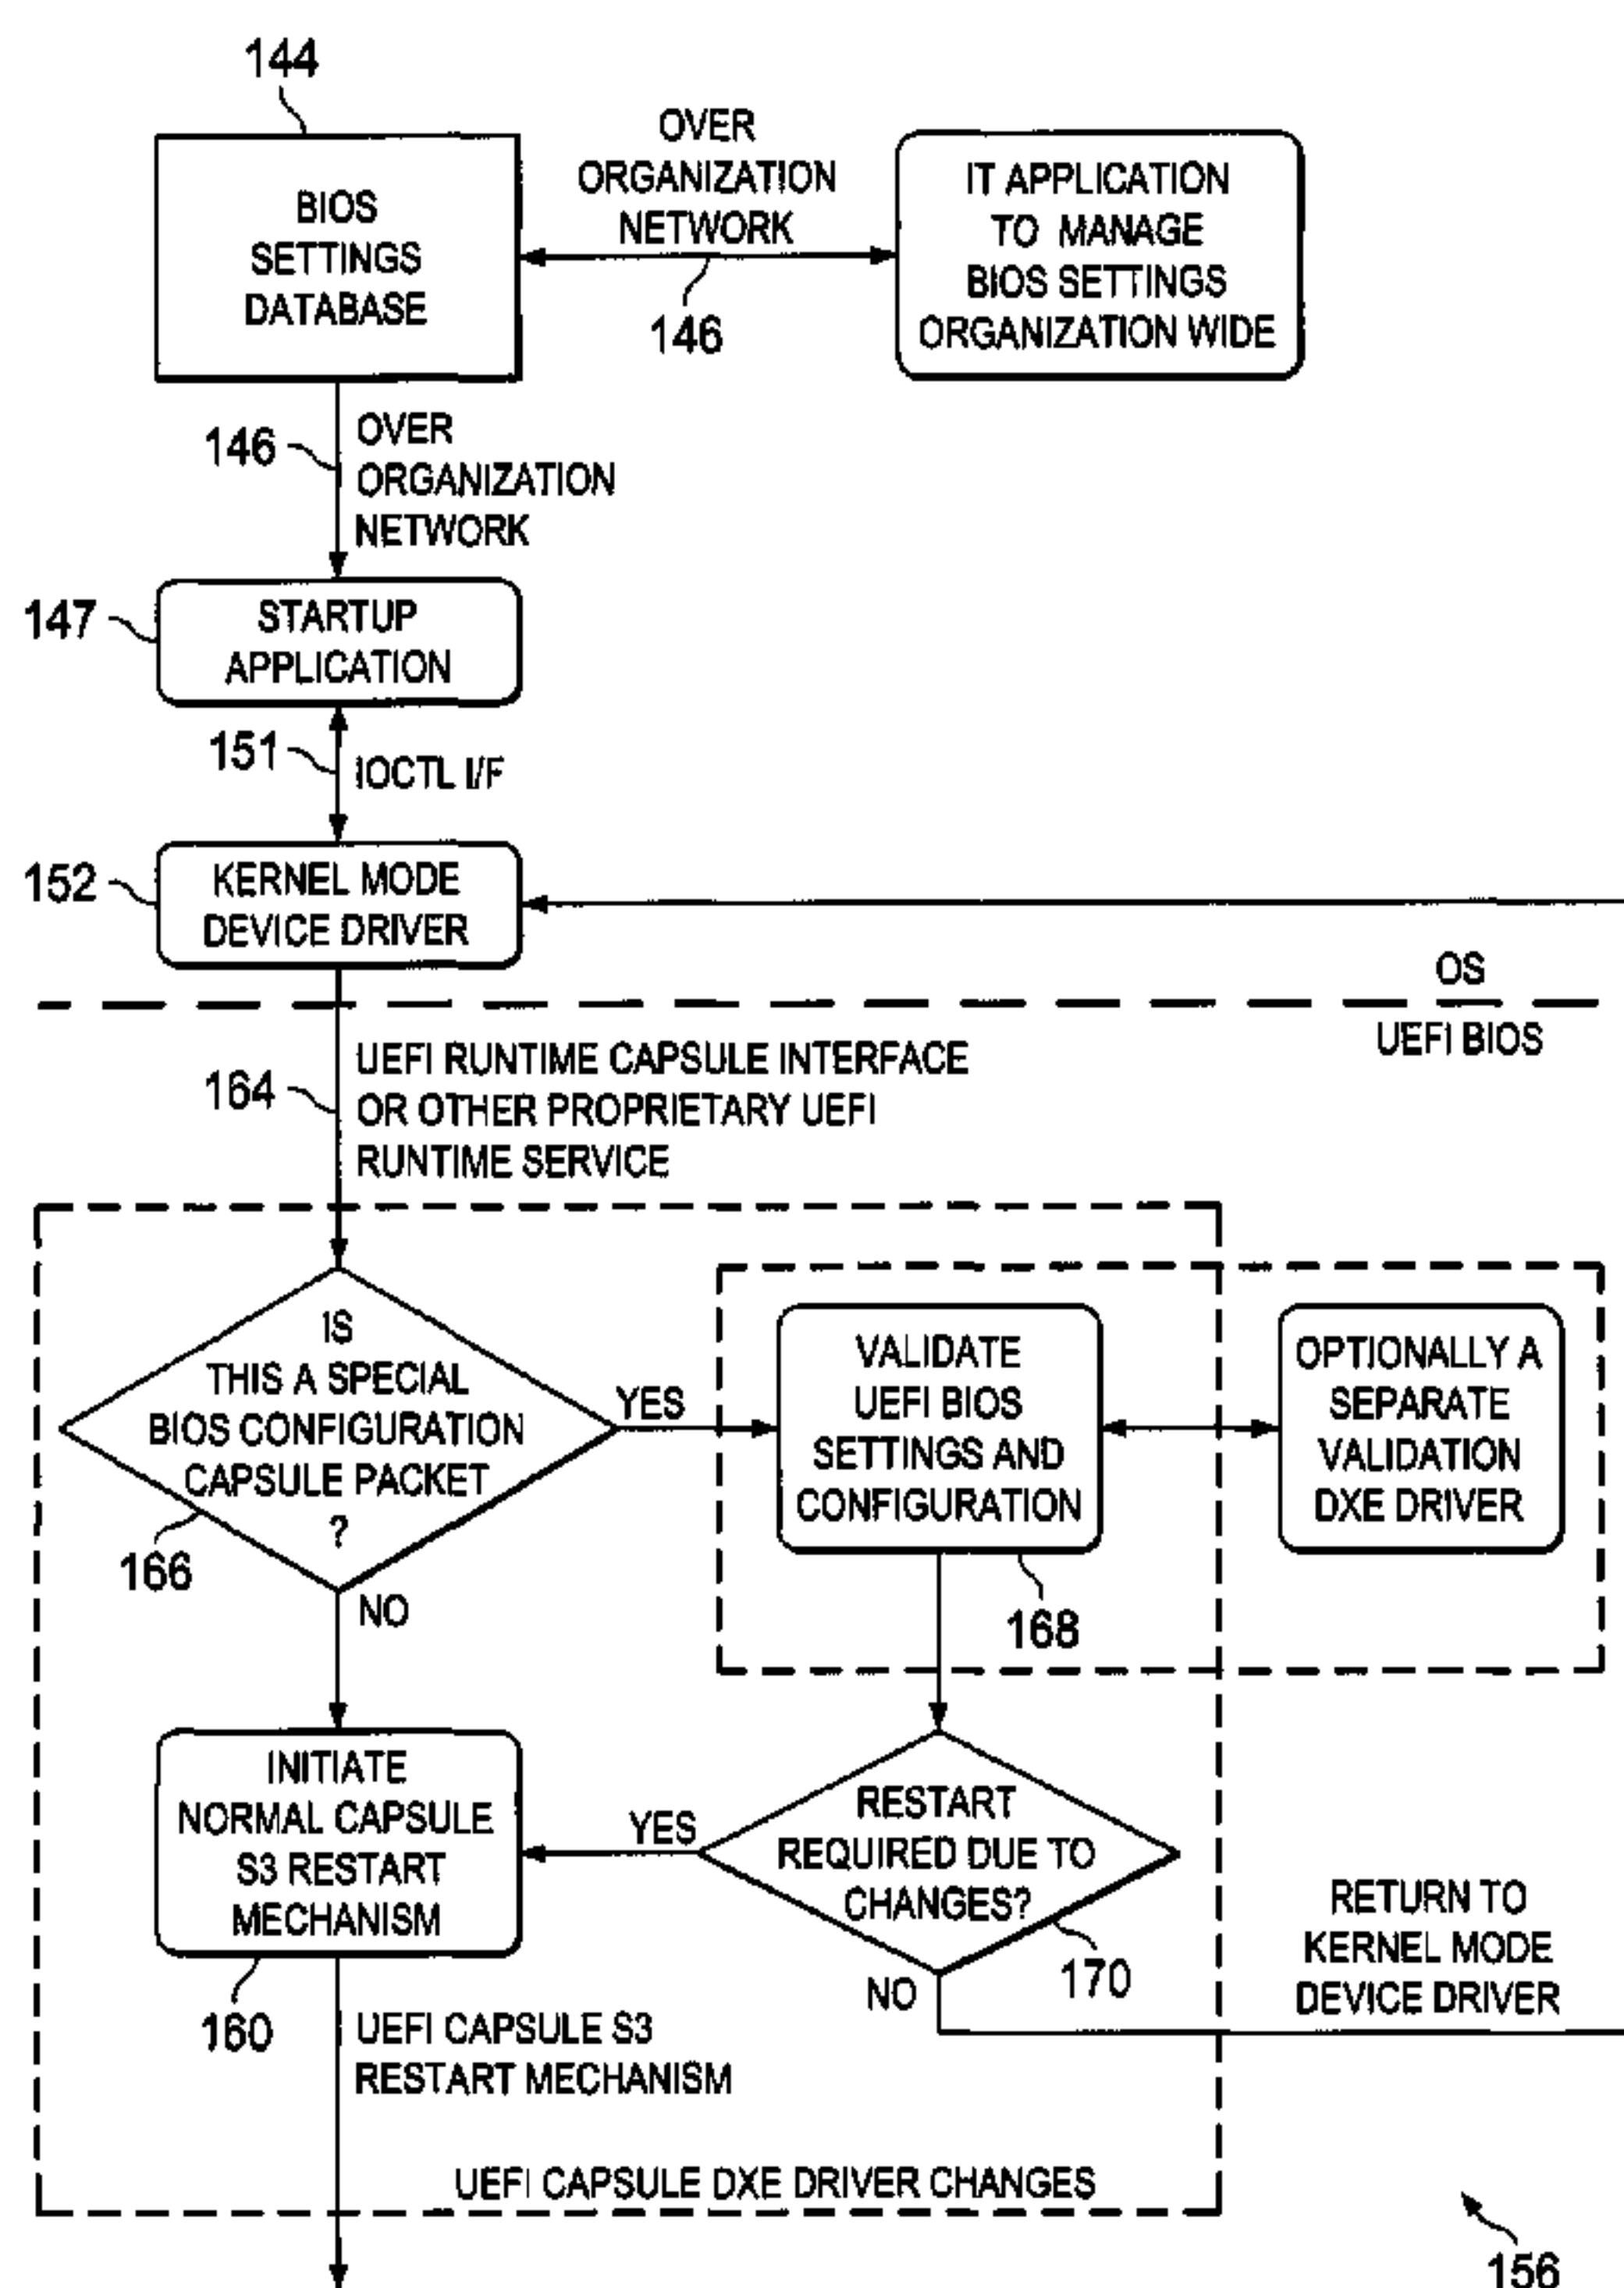 144
BIOS
SETTINGS
DATABASE
OVER
ORGANIZATION
NETWORK
146
IT APPLICATION
TO MANAGE
BIOS SETTINGS
ORGANIZATION WIDE
146
OVER
ORGANIZATION
NETWORK
147
STARTUP
APPLICATION
151
IOCTL I/F
152
KERNEL MODE
DEVICE DRIVER
OS
UEFI BIOS
164
UEFI RUNTIME CAPSULE INTERFACE
OR OTHER PROPRIETARY UEFI
RUNTIME SERVICE
IS
THIS A SPECIAL
BIOS CONFIGURATION
CAPSULE PACKET
?
166
YES
VALIDATE
UEFI BIOS
SETTINGS AND
CONFIGURATION
168
OPTIONALLY A
SEPARATE
VALIDATION
DXE DRIVER
NO
INITIATE
NORMAL CAPSULE
S3 RESTART
MECHANISM
160
YES
RESTART
REQUIRED DUE TO
CHANGES?
170
NO
RETURN TO
KERNEL MODE
DEVICE DRIVER
UEFI CAPSULE S3
RESTART MECHANISM
UEFI CAPSULE DXE DRIVER CHANGES
156